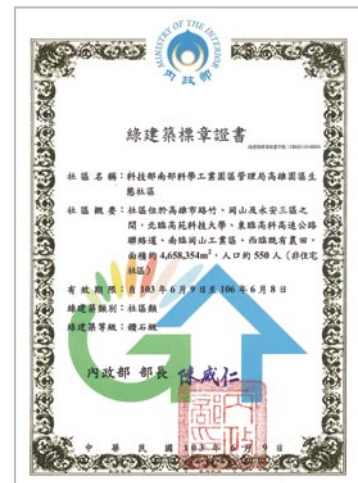 MINISTRY OF THE INTERIOR
內政部
綠建築標章證書
社區名稱：科技部南部科學工業園區管理局高雄園區生
態社區
社區概要：社區位於高雄市路竹、岡山及永安三區之
間，北臨高苑科技大學、東臨高科高速公路
聯絡道、南臨岡山工業區、西臨既有農田。
面積約 4,658,354m²，人口約 550 人（非住宅
社區）
有效期限：自 103 年 6 月 9 日至 106 年 6 月 8 日
綠建築類別：社區類
綠建築等級：鑽石級
內政部 部長 陳威仁
中華民國 103 年 6 月 9 日